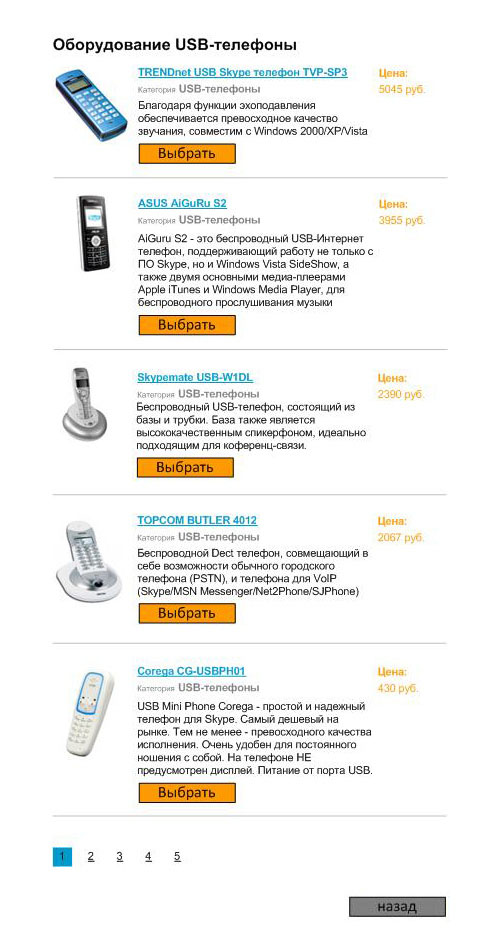 Оборудование USB-телефоны
TRENDnet USB Skype телефон TVP-SP3
Цена:
Категория USB-телефоны
5045 руб.
Благодаря функции эхоподавления
обеспечивается превосходное качество
звучания, совместим с Windows 2000/XP/Vista
Выбрать
ASUS AiGuRu S2
Цена:
Категория USB-телефоны
3955 руб.
AiGuru S2 - это беспроводный USB-Интернет
телефон, поддерживающий работу не только с
ПО Skype, но и Windows Vista SideShow, а
также двумя основными медиа-плеерами
Apple iTunes и Windows Media Player, для
беспроводного прослушивания музыки
Выбрать
Skypemate USB-W1DL
Цена:
Категория USB-телефоны
2390 руб.
Беспроводный USB-телефон, состоящий из
базы и трубки. База также является
высококачественным спикерфоном, идеально
подходящим для коференц-связи.
Выбрать
TOPCOM BUTLER 4012
Цена:
Категория USB-телефоны
2067 руб.
Беспроводной Dect телефон, совмещающий в
себе возможности обычного городского
телефона (PSTN), и телефона для VoIP
(Skype/MSN Messenger/Net2Phone/SJPhone)
Выбрать
Corega CG-USBPH01
Цена:
Категория USB-телефоны
430 руб.
USB Mini Phone Corega - простой и надежный
телефон для Skype. Самый дешевый на
рынке. Тем не менее - превосходного качества
исполнения. Очень удобен для постоянного
ношения с собой. На телефоне НЕ
предусмотрен дисплей. Питание от порта USB.
Выбрать
1 2 3 4 5
назад